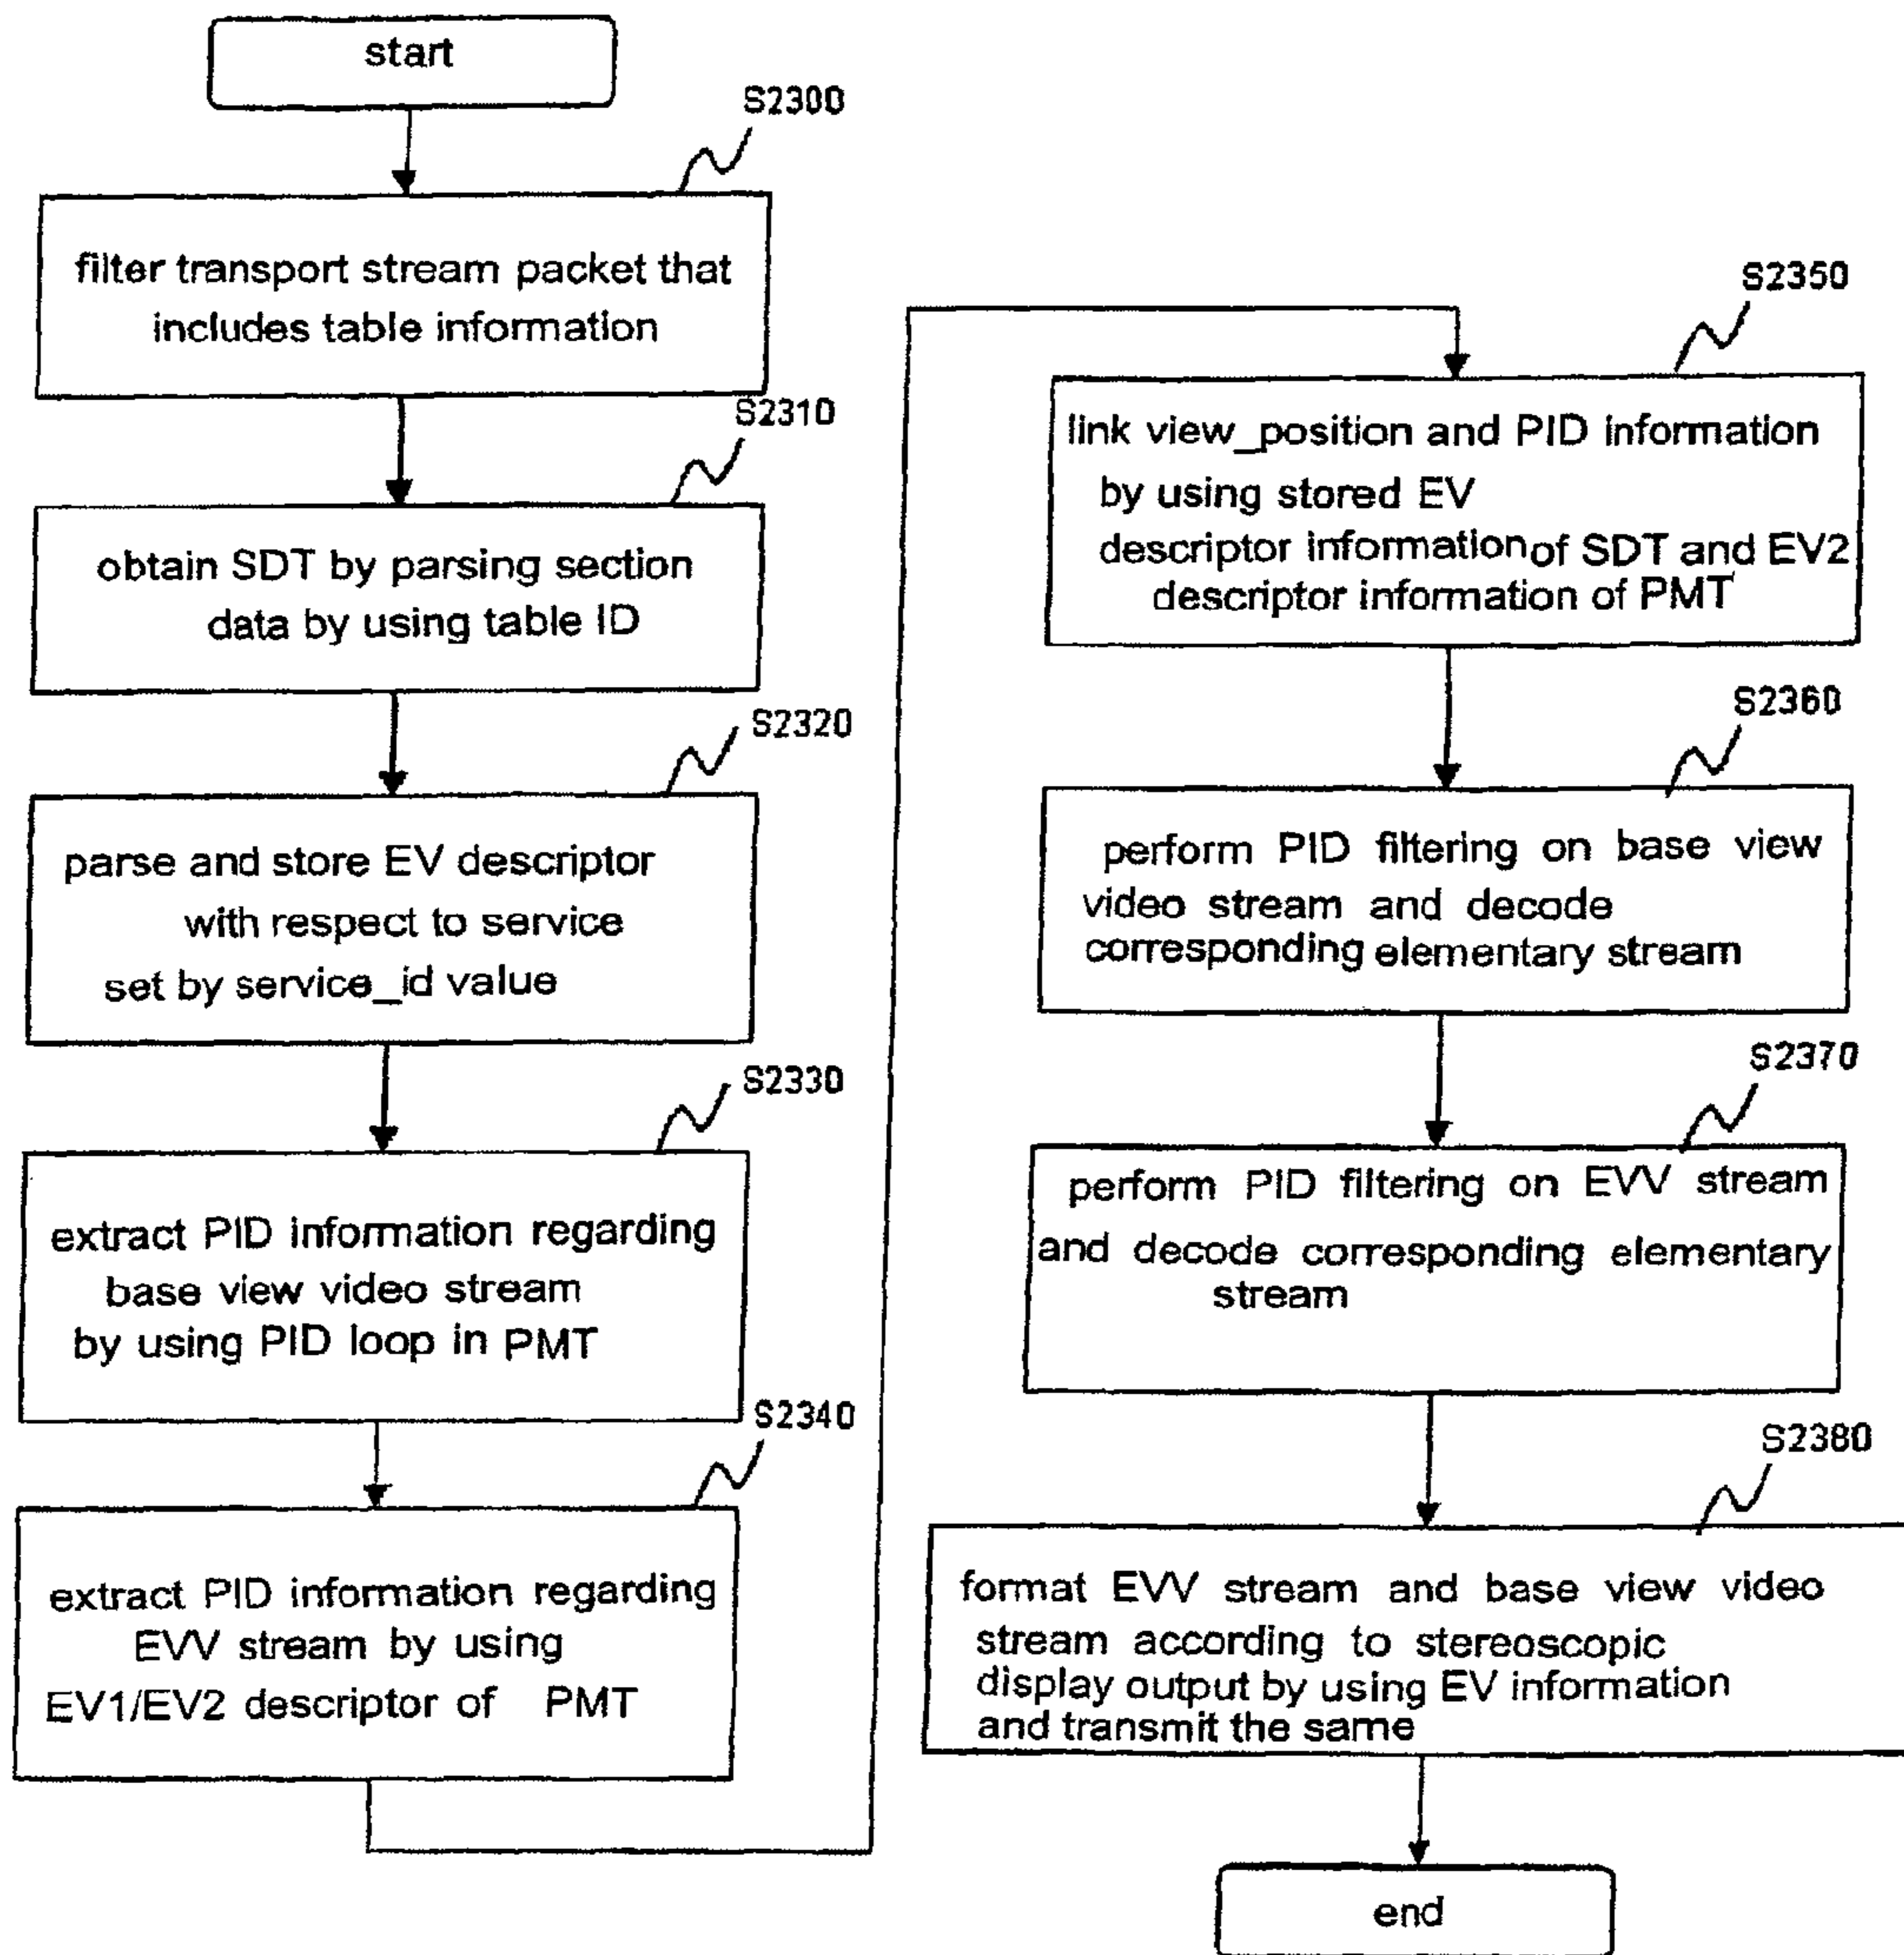 start
S2300
filter transport stream packet that
includes table information
S2310
obtain SDT by parsing section
data by using table ID
S2320
parse and store EV descriptor
with respect to service
set by service_id value
S2330
extract PID information regarding
base view video stream
by using PID loop in PMT
S2340
extract PID information regarding
EVV stream by using
EV1/EV2 descriptor of PMT
S2350
link view_position and PID information
by using stored EV
descriptor information of SDT and EV2
descriptor information of PMT
S2360
perform PID filtering on base view
video stream and decode
corresponding elementary stream
S2370
perform PID filtering on EVV stream
and decode corresponding elementary
stream
S2380
format EVV stream and base view video
stream according to stereoscopic
display output by using EV information
and transmit the same
end